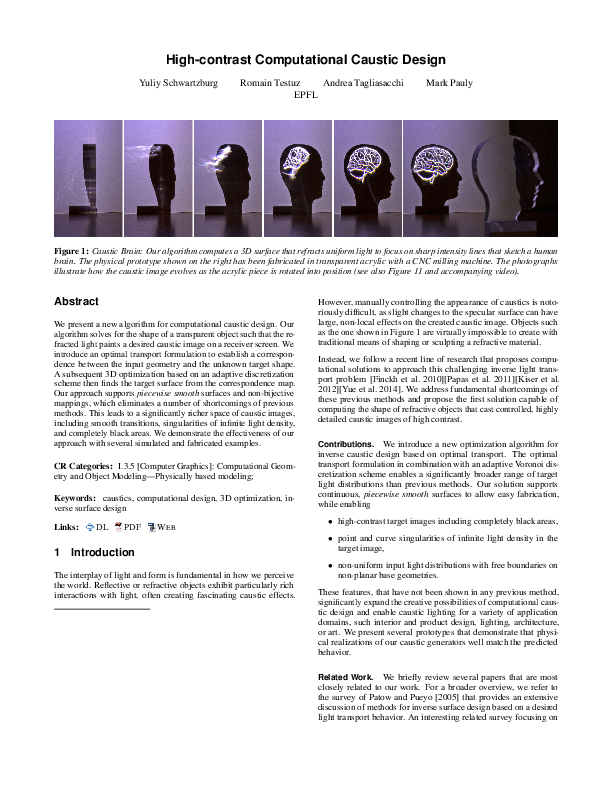 High-contrast Computational Caustic Design
Yuliy Schwartzburg Romain Testuz Andrea Tagliasacchi Mark Pauly
EPFL
Figure 1: Caustic Brain: Our algorithm computes a 3D surface that refracts uniform light to focus on sharp intensity lines that sketch a human
brain. The physical prototype shown on the right has been fabricated in transparent acrylic with a CNC milling machine. The photographs
illustrate how the caustic image evolves as the acrylic piece is rotated into position (see also Figure 11 and accompanying video).
Abstract
We present a new algorithm for computational caustic design. Our
algorithm solves for the shape of a transparent object such that the re-
fracted light paints a desired caustic image on a receiver screen. We
introduce an optimal transport formulation to establish a correspon-
dence between the input geometry and the unknown target shape.
A subsequent 3D optimization based on an adaptive discretization
scheme then finds the target surface from the correspondence map.
Our approach supports piecewise smooth surfaces and non-bijective
mappings, which eliminates a number of shortcomings of previous
methods. This leads to a significantly richer space of caustic images,
including smooth transitions, singularities of infinite light density,
and completely black areas. We demonstrate the effectiveness of our
approach with several simulated and fabricated examples.
CR Categories: I.3.5 [Computer Graphics]: Computational Geom-
etry and Object Modeling—Physically based modeling;
Keywords: caustics, computational design, 3D optimization, in-
verse surface design
Links: DL PDF WEB
1 Introduction
The interplay of light and form is fundamental in how we perceive
the world. Reflective or refractive objects exhibit particularly rich
interactions with light, often creating fascinating caustic effects.
However, manually controlling the appearance of caustics is noto-
riously difficult, as slight changes to the specular surface can have
large, non-local effects on the created caustic image. Objects such
as the one shown in Figure 1 are virtually impossible to create with
traditional means of shaping or sculpting a refractive material.
Instead, we follow a recent line of research that proposes compu-
tational solutions to approach this challenging inverse light trans-
port problem [Finckh et al. 2010][Papas et al. 2011][Kiser et al.
2012][Yue et al. 2014]. We address fundamental shortcomings of
these previous methods and propose the first solution capable of
computing the shape of refractive objects that cast controlled, highly
detailed caustic images of high contrast.
Contributions. We introduce a new optimization algorithm for
inverse caustic design based on optimal transport. The optimal
transport formulation in combination with an adaptive Voronoi dis-
cretization scheme enables a significantly broader range of target
light distributions than previous methods. Our solution supports
continuous, piecewise smooth surfaces to allow easy fabrication,
while enabling
• high-contrast target images including completely black areas,
• point and curve singularities of infinite light density in the
target image,
• non-uniform input light distributions with free boundaries on
non-planar base geometries.
These features, that have not been shown in any previous method,
significantly expand the creative possibilities of computational caus-
tic design and enable caustic lighting for a variety of application
domains, such interior and product design, lighting, architecture,
or art. We present several prototypes that demonstrate that physi-
cal realizations of our caustic generators well match the predicted
behavior.
Related Work. We briefly review several papers that are most
closely related to our work. For a broader overview, we refer to
the survey of Patow and Pueyo [2005] that provides an extensive
discussion of methods for inverse surface design based on a desired
light transport behavior. An interesting related survey focusing on